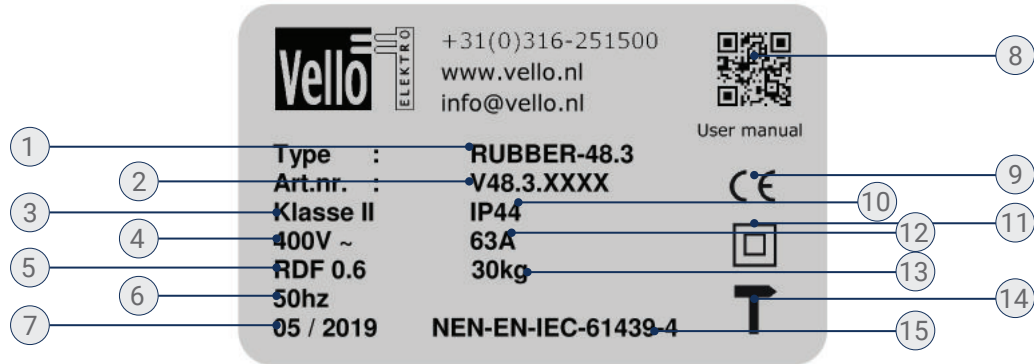 Vello
ELEKTRO
+31(0)316-251500
www.vello.nl
info@vello.nl
User manual
1 Type : RUBBER-48.3
2 Art.nr. : V48.3.XXXX
3 Klasse II IP44 10
4 400V ~ 63A 12
5 RDF 0.6 30kg 13
6 50hz
7 05 / 2019 NEN-EN-IEC-61439-4 15
8
CE 9
11
T 14